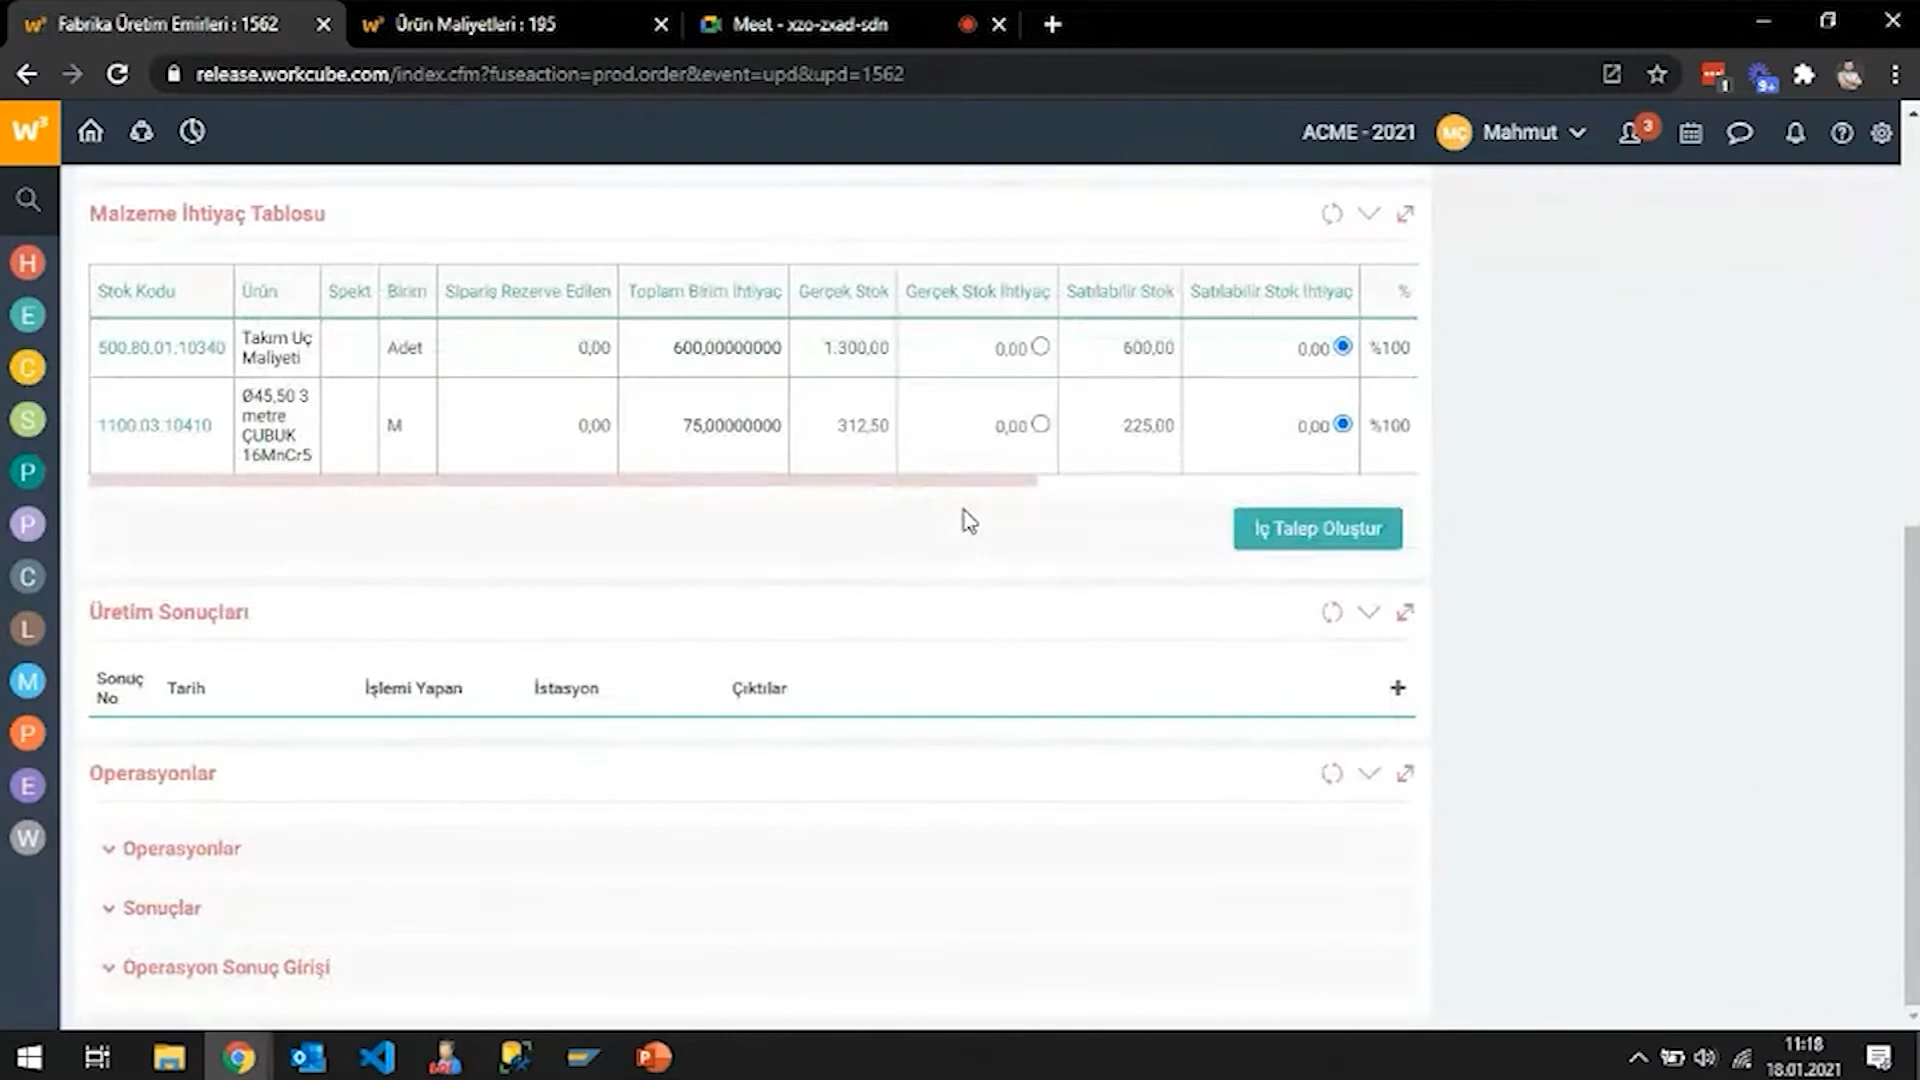 Fabrika Üretim Emirleri : 1562
Ürün Maliyetleri : 195
Meet - xzo-zxad-sdn
release.workcube.com/index.cfm?fuseaction=prod.order&event=upd&upd=1562
1
9+
W³
ACME - 2021
MÇ
Mahmut
3
H
E
C
S
P
P
C
L
M
P
E
W
Malzeme İhtiyaç Tablosu
Stok Kodu Ürün Spekt Birim Sipariş Rezerve Edilen Toplam Birim İhtiyaç Gerçek Stok Gerçek Stok İhtiyaç Satılabilir Stok Satılabilir Stok İhtiyaç %
500.80.01.10340 Takım Uç Maliyeti Adet 0,00 600,00000000 1.300,00 0,00 600,00 0,00 %100
1100.03.10410 Ø45,50 3 metre ÇUBUK 16MnCr5 M 0,00 75,00000000 312,50 0,00 225,00 0,00 %100
İç Talep Oluştur
Üretim Sonuçları
Sonuç No Tarih İşlemi Yapan İstasyon Çıktılar
Operasyonlar
Operasyonlar
Sonuçlar
Operasyon Sonuç Girişi
11:18
18.01.2021